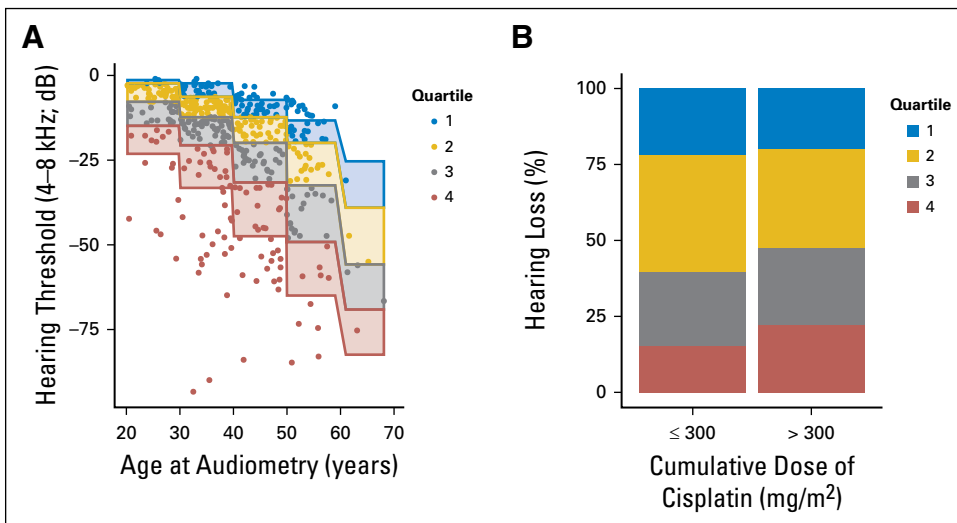 A
Hearing Threshold (4–8 kHz; dB)
0
–25
–50
–75
20 30 40 50 60 70
Age at Audiometry (years)
Quartile
1
2
3
4
B
Hearing Loss (%)
100
75
50
25
0
≤ 300 > 300
Cumulative Dose of
Cisplatin (mg/m²)
Quartile
1
2
3
4